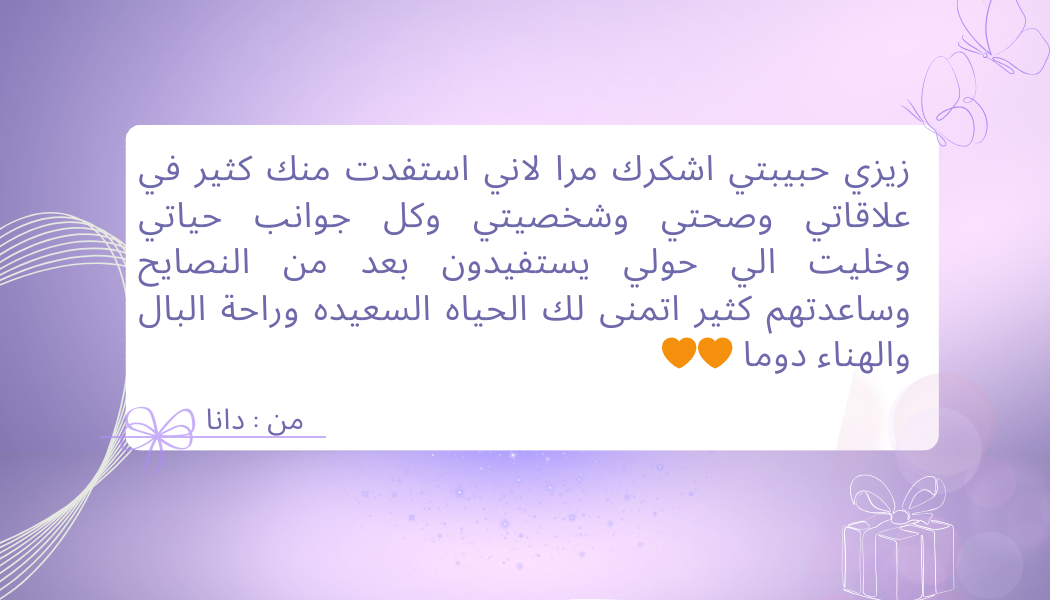 زيزي حبيبتي اشكرك مرا لاني استفدت منك كثير في
علاقاتي وصحتي وشخصيتي وكل جوانب حياتي
وخليت الي حولي يستفيدون بعد من النصايح
وساعدتهم كثير اتمنى لك الحياه السعيده وراحة البال
والهناء دوما 🧡🧡
من : دانا